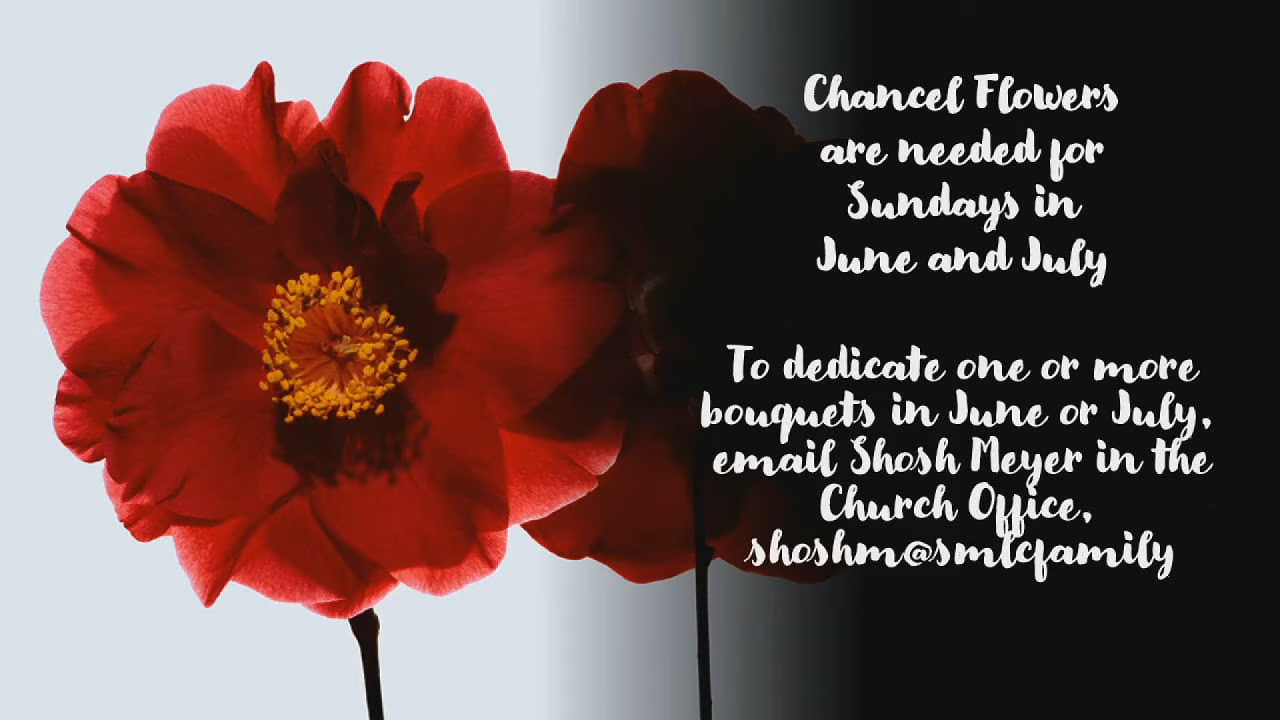 Chancel Flowers
are needed for
Sundays in
June and July
To dedicate one or more
bouquets in June or July,
email Shosh Meyer in the
Church Office,
shoshm@smlcfamily